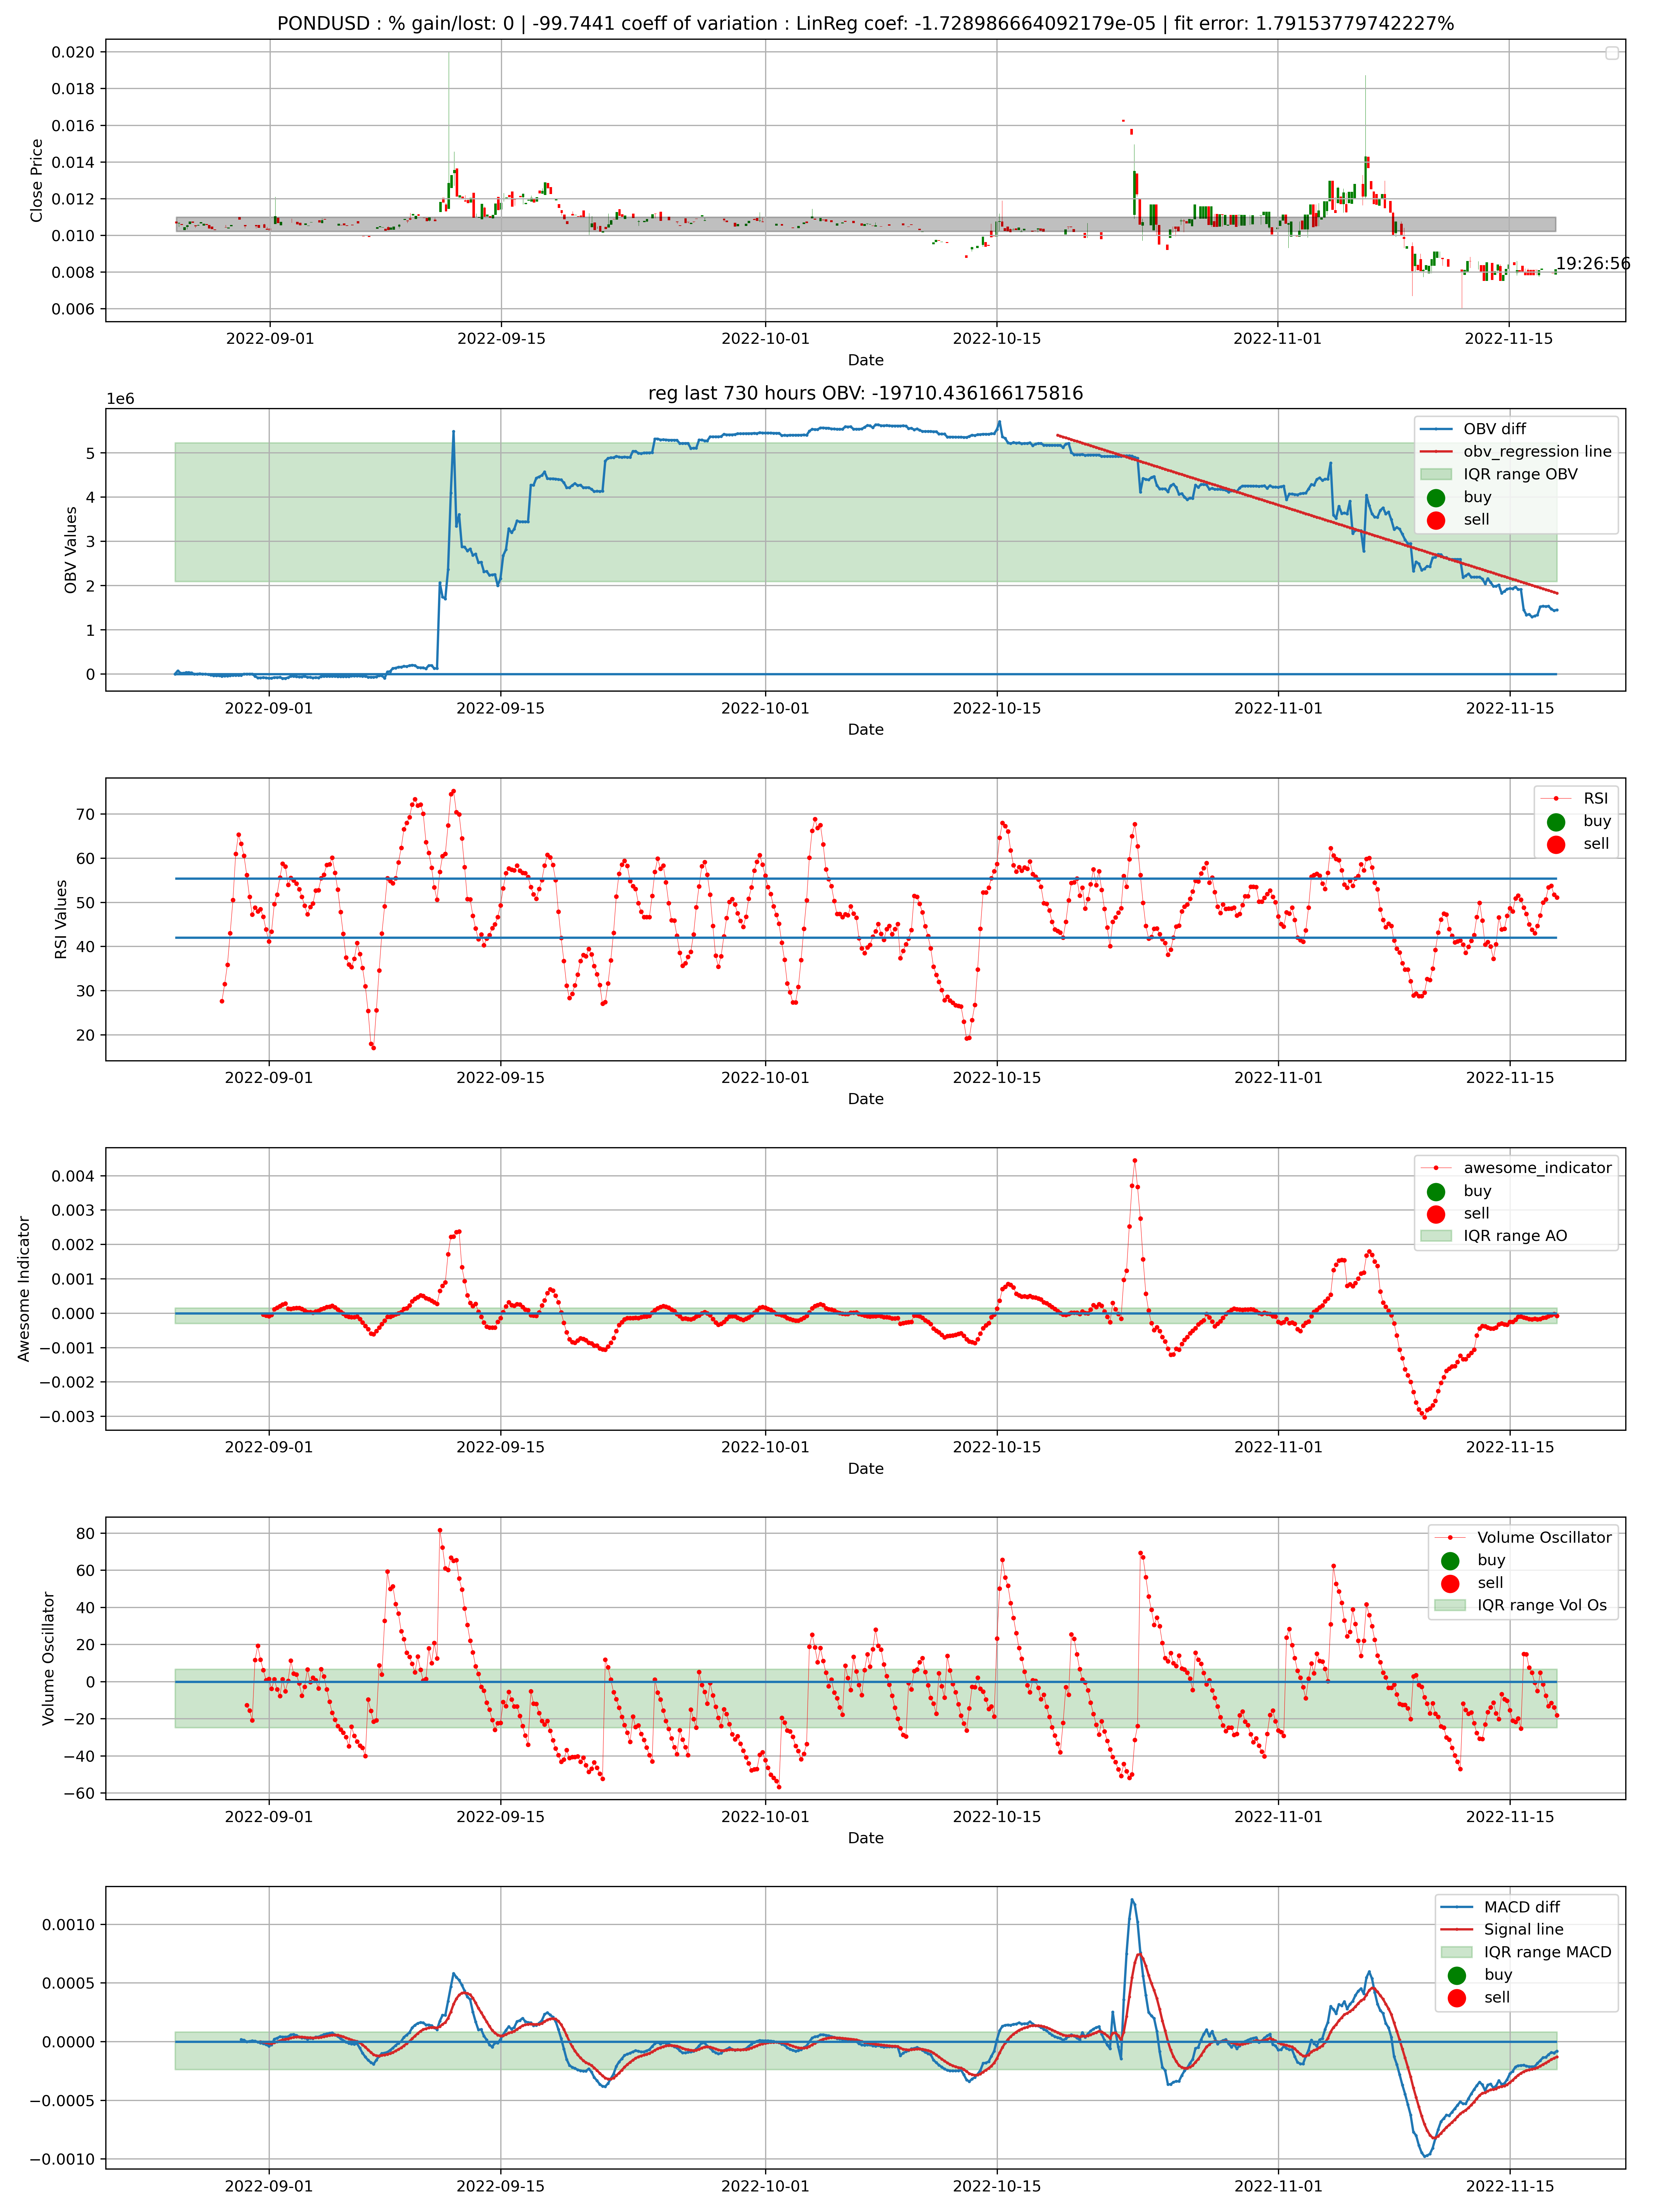 PONDUSD : % gain/lost: 0 | -99.7441 coeff of variation : LinReg coef: -1.728986664092179e-05 | fit error: 1.79153779742227%
0.020
0.018
0.016
0.014
0.012
0.010
0.008
0.006
Close Price
19:26:56
2022-09-01 2022-09-15 2022-10-01 2022-10-15 2022-11-01 2022-11-15
Date
reg last 730 hours OBV: -19710.436166175816
1e6
5
4
3
2
1
0
OBV Values
OBV diff
obv_regression line
IQR range OBV
buy
sell
2022-09-01 2022-09-15 2022-10-01 2022-10-15 2022-11-01 2022-11-15
Date
70
60
50
40
30
20
RSI Values
RSI
buy
sell
2022-09-01 2022-09-15 2022-10-01 2022-10-15 2022-11-01 2022-11-15
Date
0.004
0.003
0.002
0.001
0.000
−0.001
−0.002
−0.003
Awesome Indicator
awesome_indicator
buy
sell
IQR range AO
2022-09-01 2022-09-15 2022-10-01 2022-10-15 2022-11-01 2022-11-15
Date
80
60
40
20
0
−20
−40
−60
Volume Oscillator
Volume Oscillator
buy
sell
IQR range Vol Os
2022-09-01 2022-09-15 2022-10-01 2022-10-15 2022-11-01 2022-11-15
Date
0.0010
0.0005
0.0000
−0.0005
−0.0010
MACD diff
Signal line
IQR range MACD
buy
sell
2022-09-01 2022-09-15 2022-10-01 2022-10-15 2022-11-01 2022-11-15